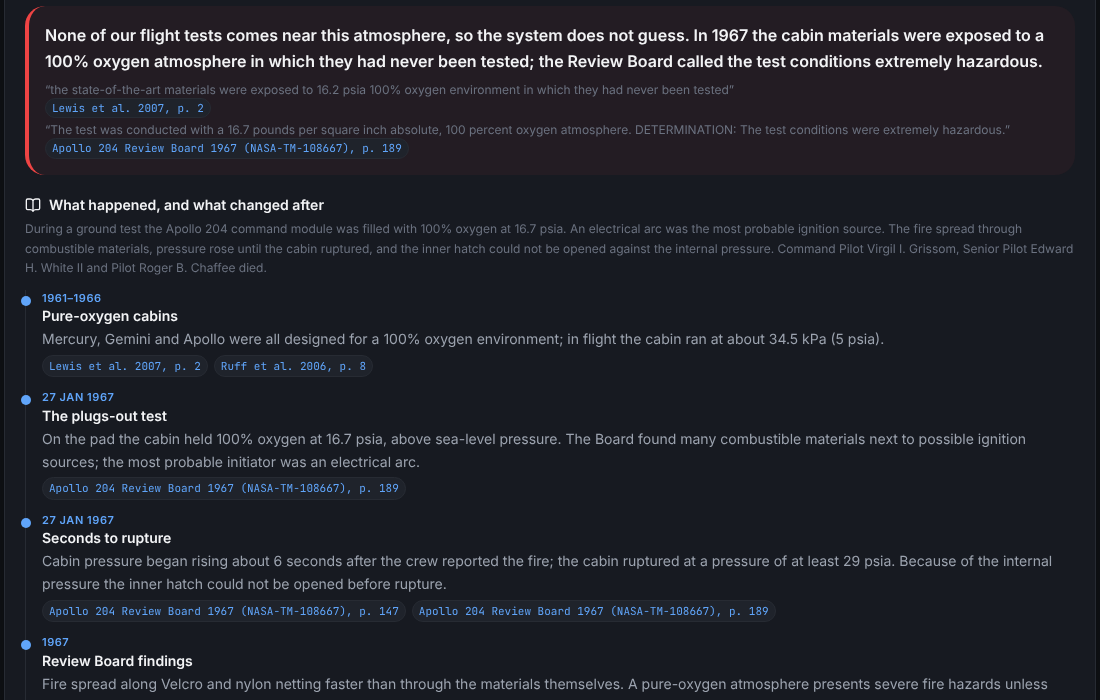 None of our flight tests comes near this atmosphere, so the system does not guess. In 1967 the cabin materials were exposed to a
100% oxygen atmosphere in which they had never been tested; the Review Board called the test conditions extremely hazardous.
“the state-of-the-art materials were exposed to 16.2 psia 100% oxygen environment in which they had never been tested”
Lewis et al. 2007, p. 2
“The test was conducted with a 16.7 pounds per square inch absolute, 100 percent oxygen atmosphere. DETERMINATION: The test conditions were extremely hazardous.”
Apollo 204 Review Board 1967 (NASA-TM-108667), p. 189
What happened, and what changed after
During a ground test the Apollo 204 command module was filled with 100% oxygen at 16.7 psia. An electrical arc was the most probable ignition source. The fire spread through
combustible materials, pressure rose until the cabin ruptured, and the inner hatch could not be opened against the internal pressure. Command Pilot Virgil I. Grissom, Senior Pilot Edward
H. White II and Pilot Roger B. Chaffee died.
1961–1966
Pure-oxygen cabins
Mercury, Gemini and Apollo were all designed for a 100% oxygen environment; in flight the cabin ran at about 34.5 kPa (5 psia).
Lewis et al. 2007, p. 2 Ruff et al. 2006, p. 8
27 JAN 1967
The plugs-out test
On the pad the cabin held 100% oxygen at 16.7 psia, above sea-level pressure. The Board found many combustible materials next to possible ignition
sources; the most probable initiator was an electrical arc.
Apollo 204 Review Board 1967 (NASA-TM-108667), p. 189
27 JAN 1967
Seconds to rupture
Cabin pressure began rising about 6 seconds after the crew reported the fire; the cabin ruptured at a pressure of at least 29 psia. Because of the internal
pressure the inner hatch could not be opened before rupture.
Apollo 204 Review Board 1967 (NASA-TM-108667), p. 147 Apollo 204 Review Board 1967 (NASA-TM-108667), p. 189
1967
Review Board findings
Fire spread along Velcro and nylon netting faster than through the materials themselves. A pure-oxygen atmosphere presents severe fire hazards unless